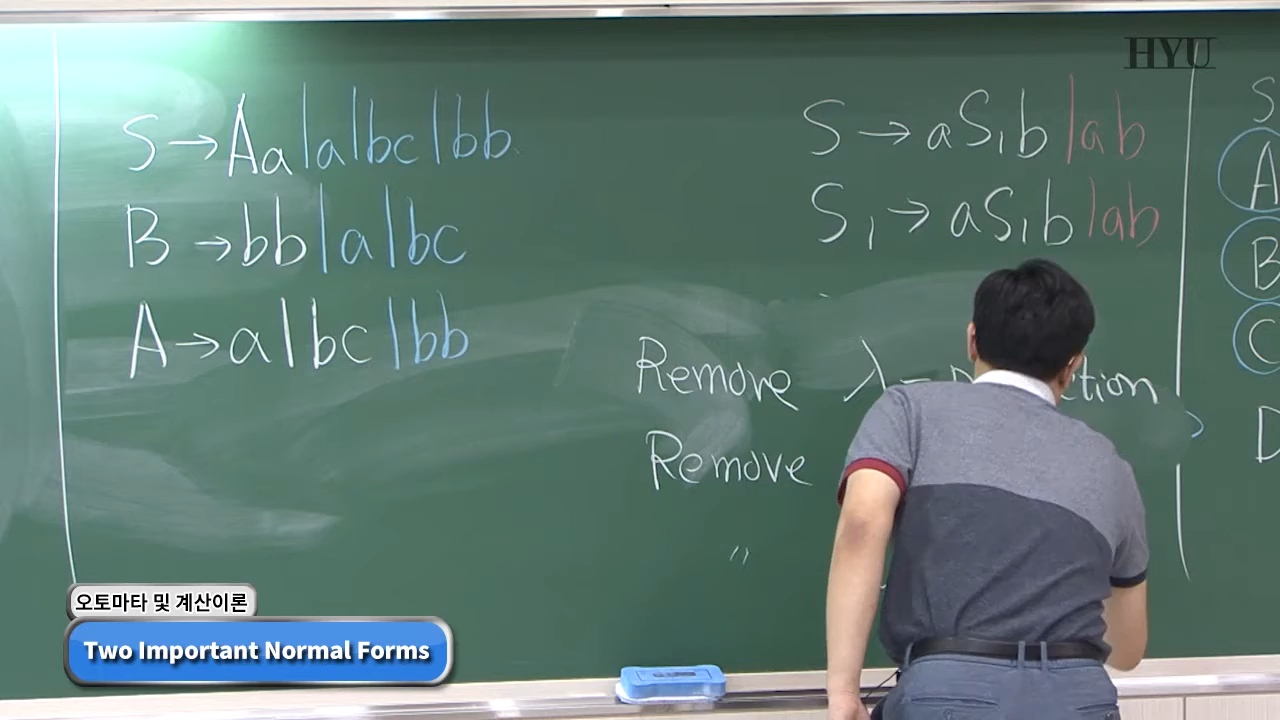 HYU
S → Aa|a|bc|bb
B → bb|a|bc
A → a|bc|bb
S → aS₁b|ab
S₁ → aS₁b|ab
Remove λ-
Remove
〃
S
A
B
C
D
오토마타 및 계산이론
Two Important Normal Forms